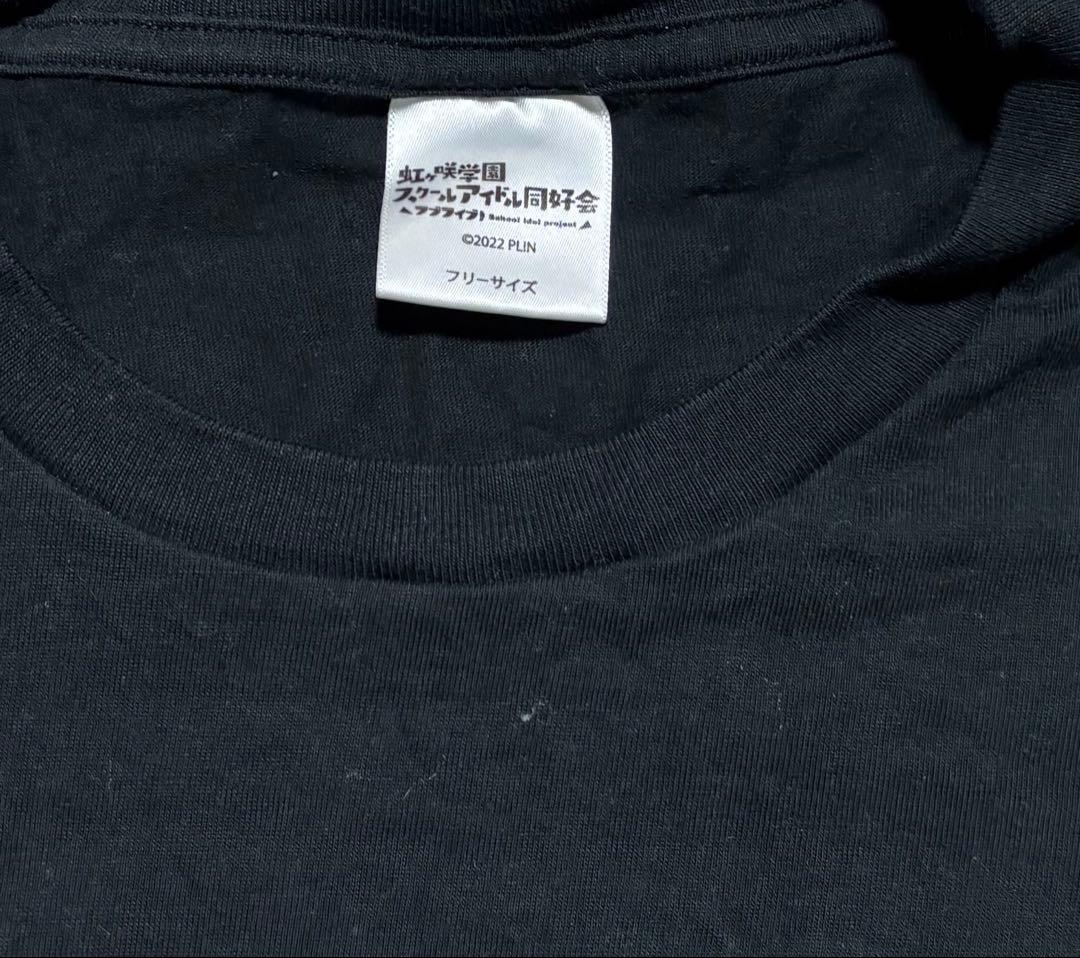 虹ヶ咲学園
スクールアイドル同好会
ラブライブ! School idol project
©2022 PL!N
フリーサイズ